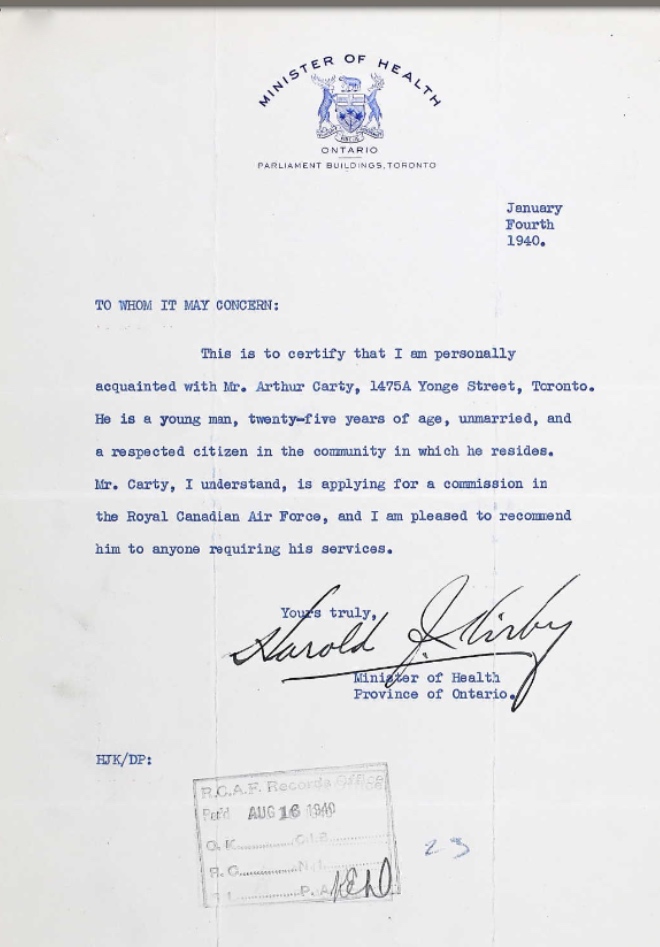 MINISTER OF HEALTH
ONTARIO
PARLIAMENT BUILDINGS, TORONTO
January
Fourth
1940.
TO WHOM IT MAY CONCERN:
This is to certify that I am personally
acquainted with Mr. Arthur Carty, 1475A Yonge Street, Toronto.
He is a young man, twenty-five years of age, unmarried, and
a respected citizen in the community in which he resides.
Mr. Carty, I understand, is applying for a commission in
the Royal Canadian Air Force, and I am pleased to recommend
him to anyone requiring his services.
Yours truly,
Harold J. Kirby
Minister of Health
Province of Ontario.
HJK/DP:
R.C.A.F. Records Office
Rec'd AUG 16 1940
O. K.
R. C.
P. A.
23